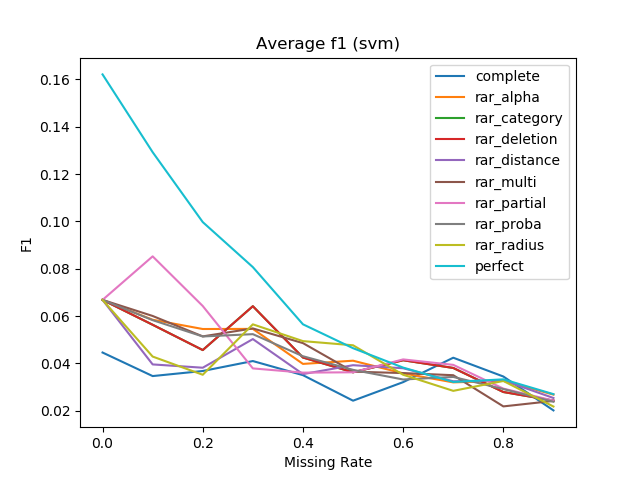 Average f1 (svm)
complete
rar_alpha
rar_category
rar_deletion
rar_distance
rar_multi
rar_partial
rar_proba
rar_radius
perfect
0.16
0.14
0.12
0.10
0.08
0.06
0.04
0.02
F1
0.0 0.2 0.4 0.6 0.8
Missing Rate